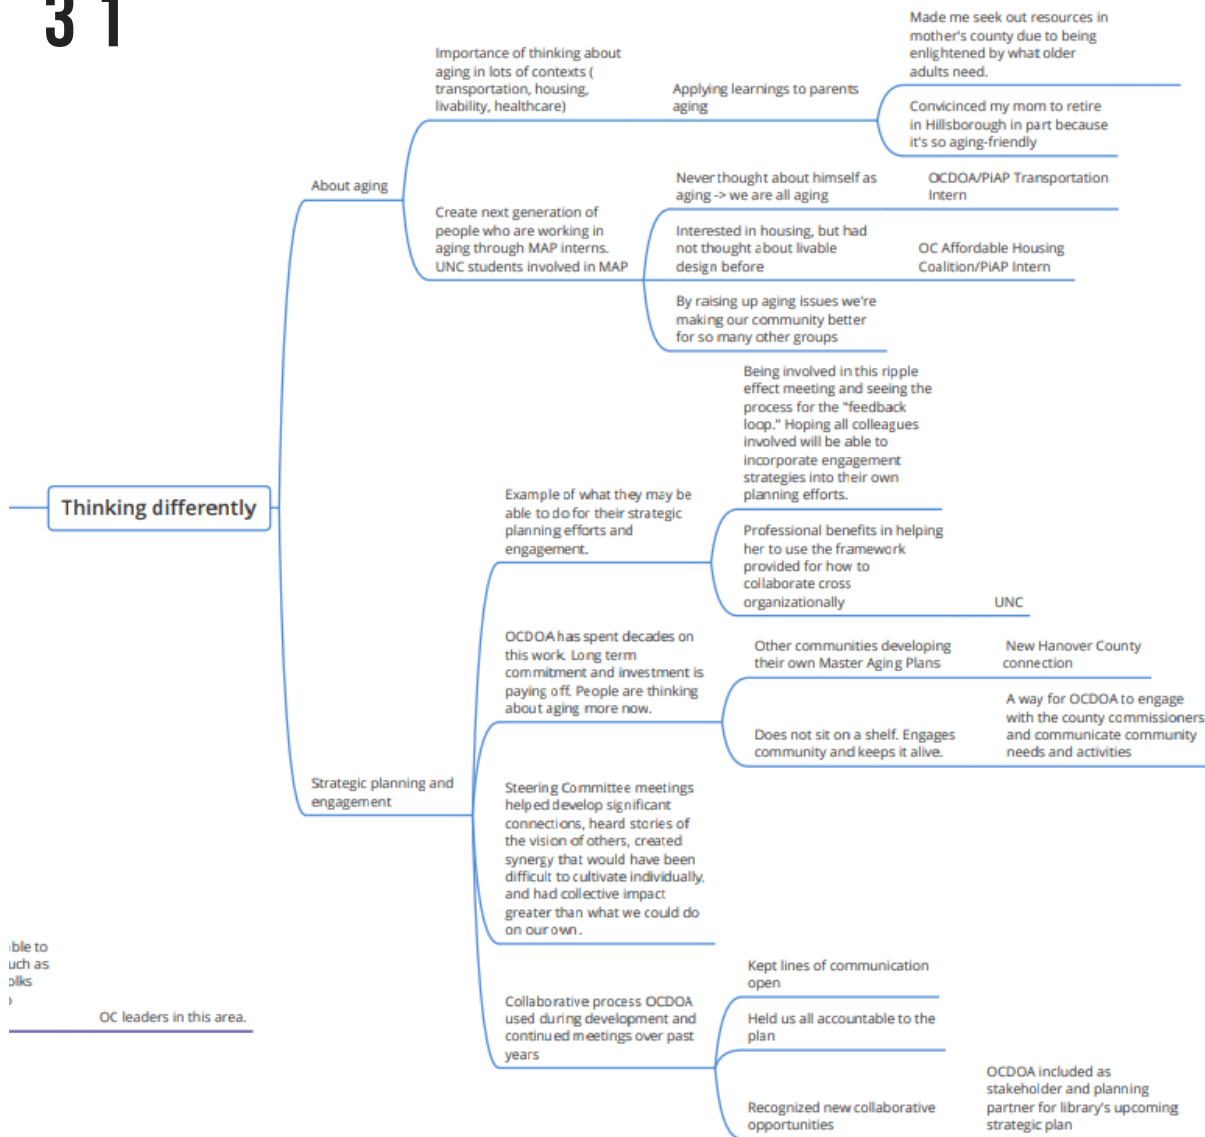 31
Made me seek out resources in
mother's county due to being
enlightened by what older
adults need.
Importance of thinking about
aging in lots of contexts (
transportation, housing,
livability, healthcare)
Applying learnings to parents
aging
Convicinced my mom to retire
in Hillsborough in part because
it's so aging-friendly
About aging
Never thought about himself as
aging -> we are all aging
OCDOA/PiAP Transportation
Intern
Create next generation of
people who are working in
aging through MAP interns.
UNC students involved in MAP
Interested in housing, but had
not thought about livable
design before
OC Affordable Housing
Coalition/PiAP Intern
By raising up aging issues we're
making our community better
for so many other groups
Thinking differently
Being involved in this ripple
effect meeting and seeing the
process for the "feedback
loop." Hoping all colleagues
involved will be able to
incorporate engagement
strategies into their own
planning efforts.
Example of what they may be
able to do for their strategic
planning efforts and
engagement.
Professional benefits in helping
her to use the framework
provided for how to
collaborate cross
organizationally
UNC
OCDOA has spent decades on
this work. Long term
commitment and investment is
paying off. People are thinking
about aging more now.
Other communities developing
their own Master Aging Plans
New Hanover County
connection
Does not sit on a shelf. Engages
community and keeps it alive.
A way for OCDOA to engage
with the county commissioners
and communicate community
needs and activities
Strategic planning and
engagement
Steering Committee meetings
helped develop significant
connections, heard stories of
the vision of others, created
synergy that would have been
difficult to cultivate individually,
and had collective impact
greater than what we could do
on our own.
Collaborative process OCDOA
used during development and
continued meetings over past
years
Kept lines of communication
open
Held us all accountable to the
plan
Recognized new collaborative
opportunities
OCDOA included as
stakeholder and planning
partner for library's upcoming
strategic plan
able to
such as
folks
OC leaders in this area.